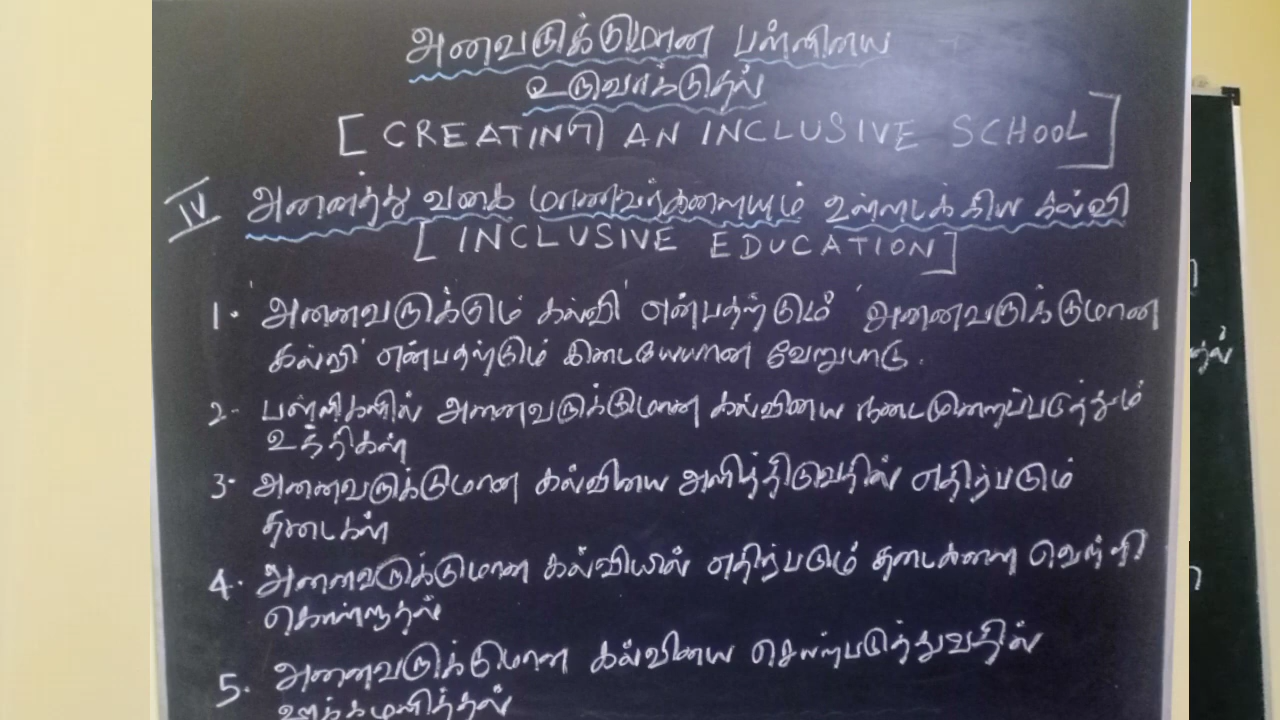 அனைவருக்குமான பள்ளியை
உருவாக்குதல்
[ CREATING AN INCLUSIVE SCHOOL ]
IV அனைத்து வகை மாணவர்களையும் உள்ளடக்கிய கல்வி
[ INCLUSIVE EDUCATION ]
1. 'அனைவருக்கும் கல்வி' என்பதற்கும் 'அனைவருக்குமான
கல்வி' என்பதற்கும் இடையேயான வேறுபாடு.
2. பள்ளிகளில் அனைவருக்குமான கல்வியை நடைமுறைப்படுத்தும்
உத்திகள்
3. அனைவருக்குமான கல்வியை அளித்திடுவதில் எதிர்படும்
தடைகள்
4. அனைவருக்குமான கல்வியில் எதிர்படும் தடைகளை வெற்றி
கொள்ளுதல்
5. அனைவருக்குமான கல்வியை செயற்படுத்துவதில்
ஊக்கமளித்தல்